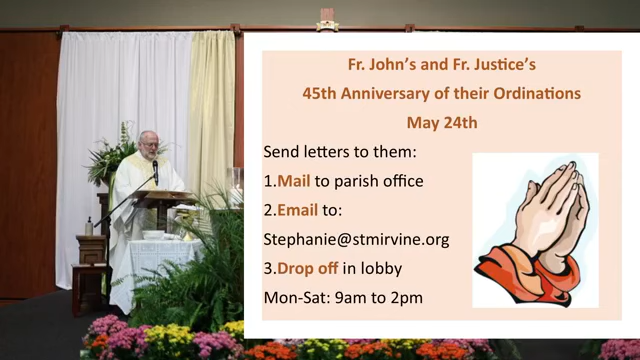 Fr. John's and Fr. Justice's
45th Anniversary of their Ordinations
May 24th
Send letters to them:
1.Mail to parish office
2.Email to:
Stephanie@stmirvine.org
3.Drop off in lobby
Mon-Sat: 9am to 2pm